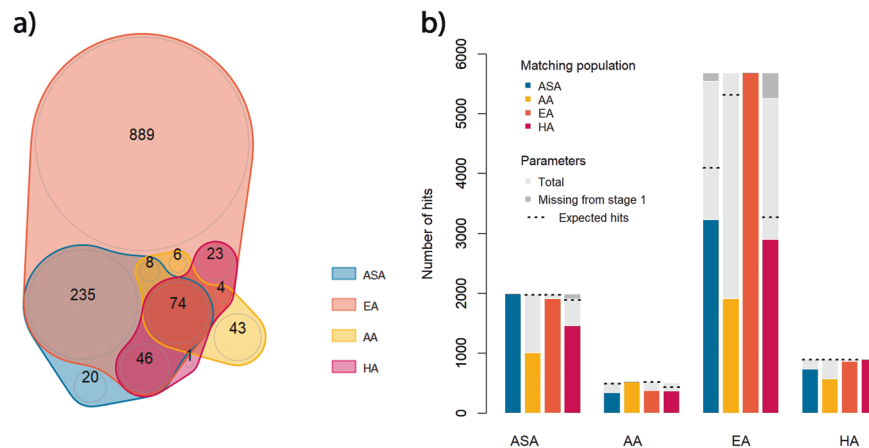 a)
889
8
6
23
235
74
4
43
46
1
20
ASA
EA
AA
HA
b)
Number of hits
6000
5000
4000
3000
2000
1000
0
Matching population
ASA
AA
EA
HA
Parameters
Total
Missing from stage 1
Expected hits
ASA
AA
EA
HA